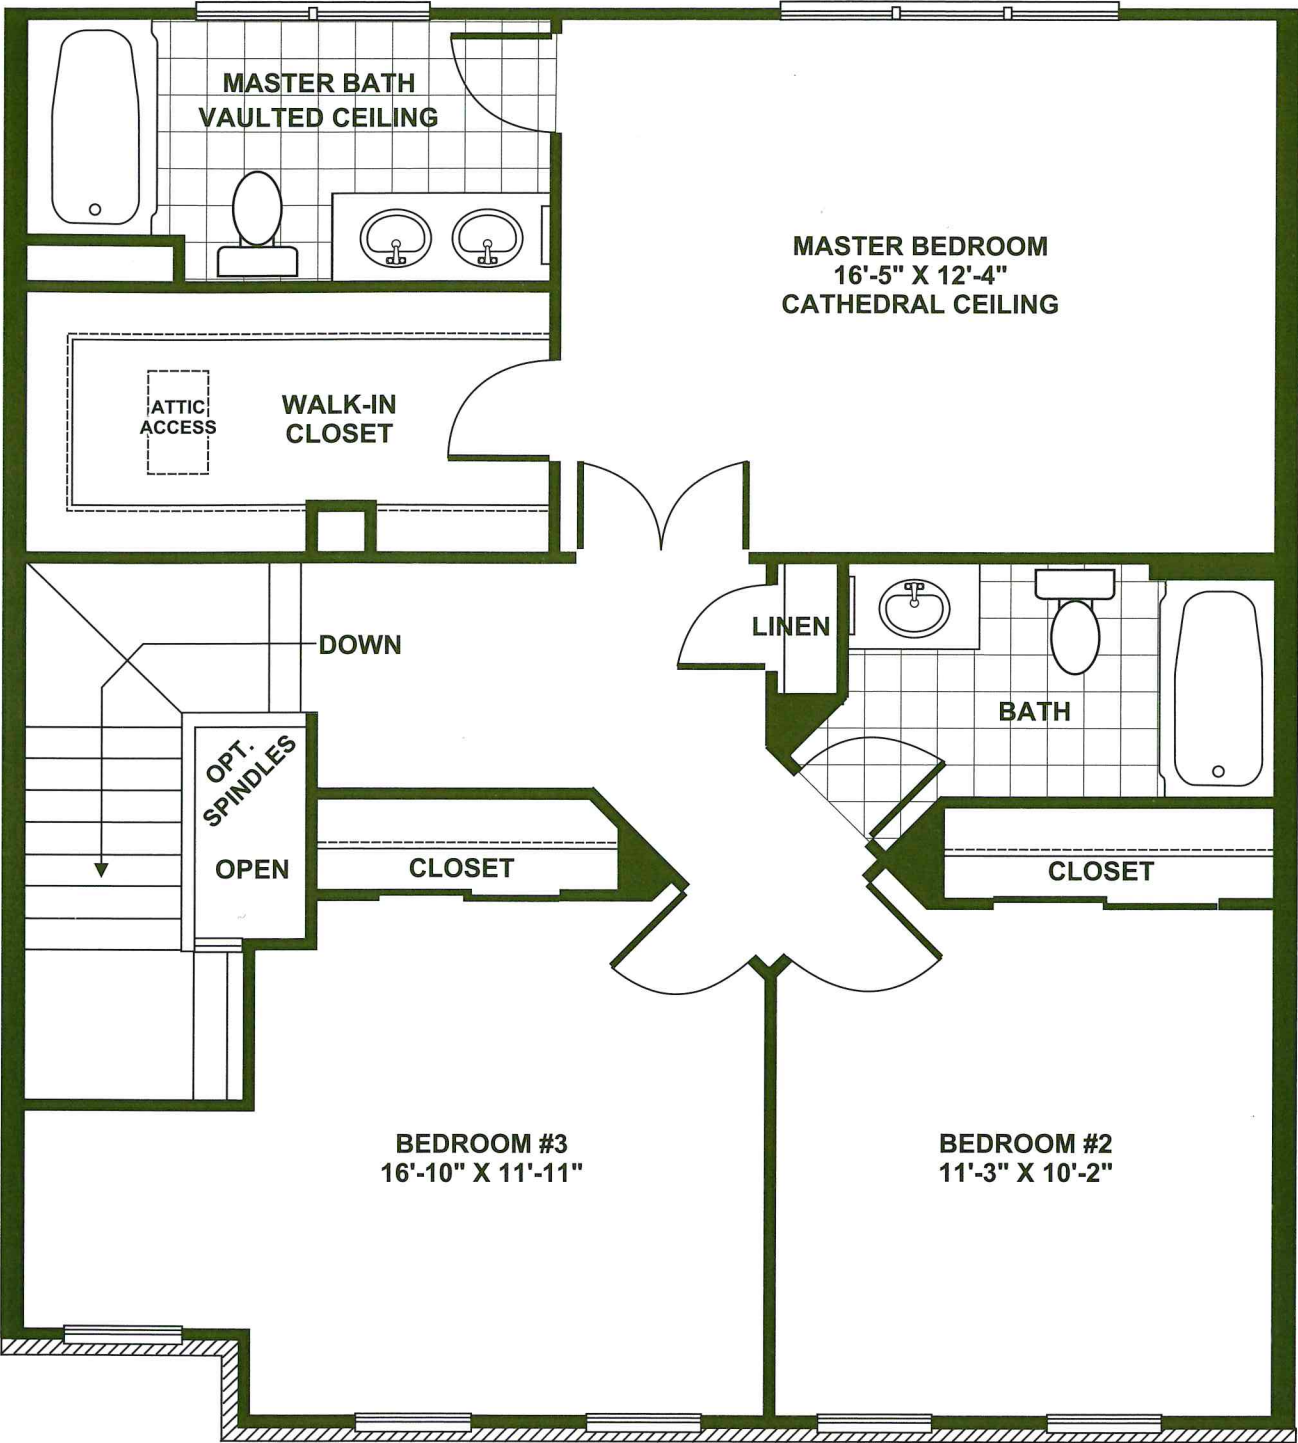 MASTER BATH
VAULTED CEILING
MASTER BEDROOM
16'-5" X 12'-4"
CATHEDRAL CEILING
ATTIC
ACCESS
WALK-IN
CLOSET
DOWN
LINEN
BATH
OPT.
SPINDLES
OPEN
CLOSET
CLOSET
BEDROOM #3
16'-10" X 11'-11"
BEDROOM #2
11'-3" X 10'-2"